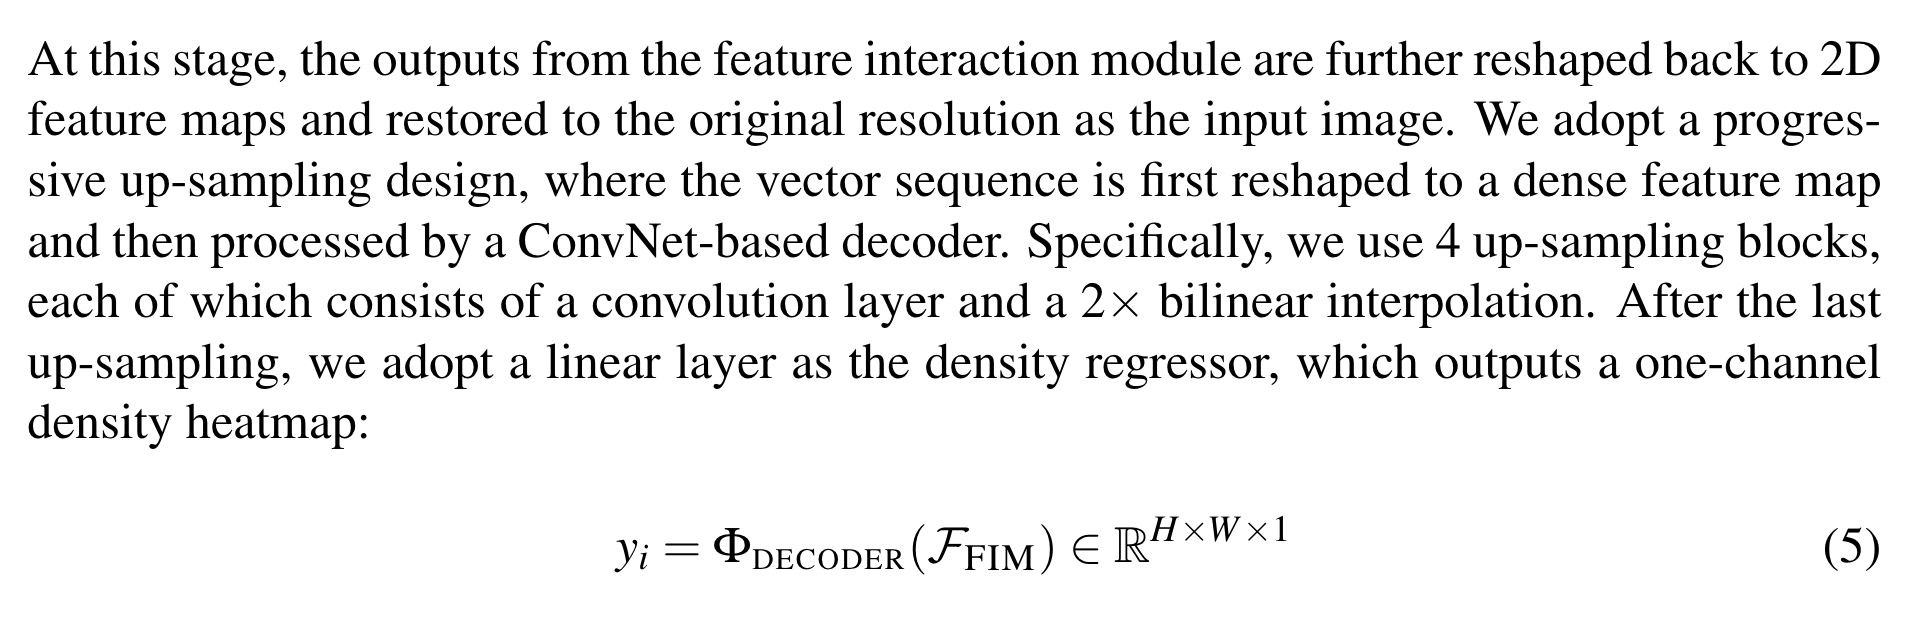 At this stage, the outputs from the feature interaction module are further reshaped back to 2D
feature maps and restored to the original resolution as the input image. We adopt a progres-
sive up-sampling design, where the vector sequence is first reshaped to a dense feature map
and then processed by a ConvNet-based decoder. Specifically, we use 4 up-sampling blocks,
each of which consists of a convolution layer and a 2× bilinear interpolation. After the last
up-sampling, we adopt a linear layer as the density regressor, which outputs a one-channel
density heatmap:
$y_i = \Phi_{\text{DECODER}}(\mathcal{F}_{\text{FIM}}) \in \mathbb{R}^{H \times W \times 1}$ (5)